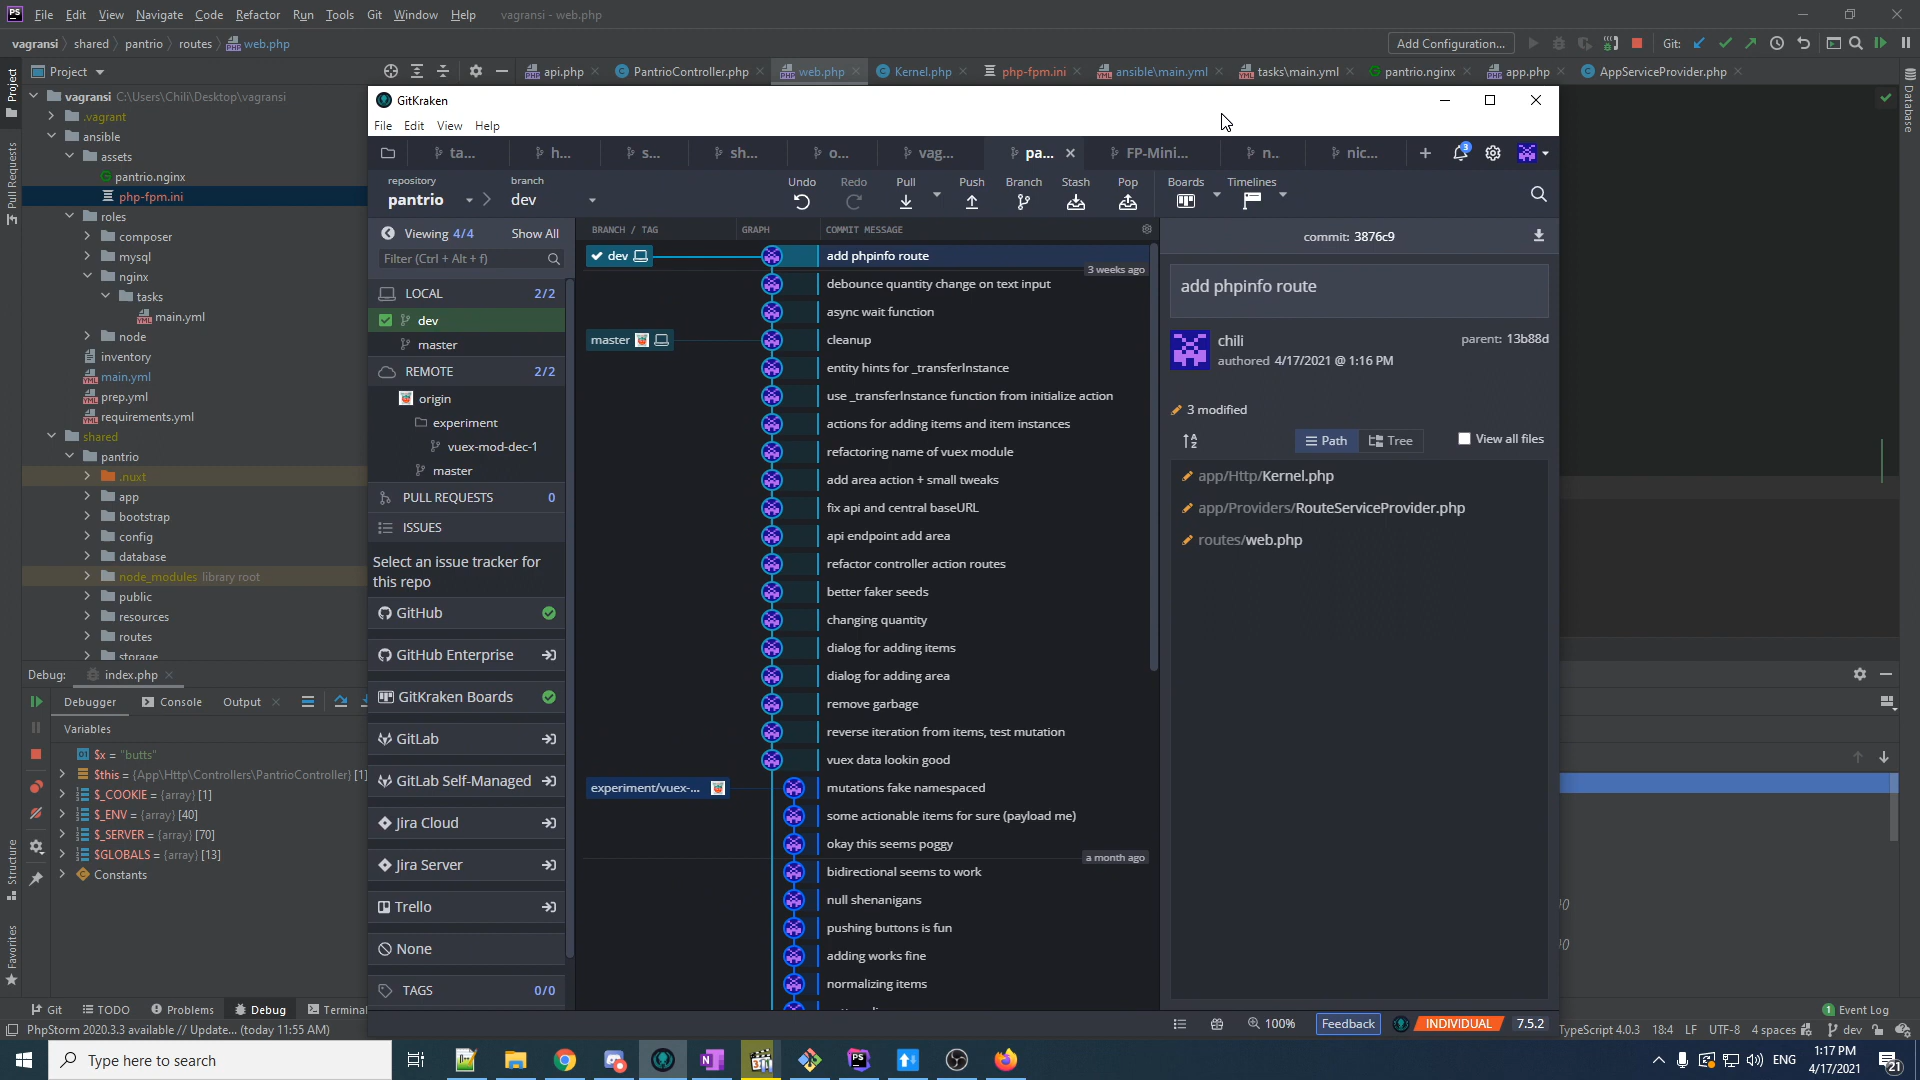 File Edit View Navigate Code Refactor Run Tools Git Window Help vagransi - web.php
vagransi shared pantrio routes web.php Add Configuration... Git:
Project api.php PantrioController.php web.php Kernel.php php-fpm.ini ansible\main.yml tasks\main.yml pantrio.nginx app.php AppServiceProvider.php
Project
Pull Requests
Structure
Favorites
Database
vagransi C:\Users\Chili\Desktop\vagransi
.vagrant
ansible
assets
pantrio.nginx
php-fpm.ini
roles
composer
mysql
nginx
tasks
main.yml
node
inventory
main.yml
prep.yml
requirements.yml
shared
pantrio
.nuxt
app
bootstrap
config
database
node_modules library root
public
resources
routes
storage
Debug: index.php
Debugger Console Output
Variables
$x = "butts"
$this = {App\Http\Controllers\PantrioController} [1]
$_COOKIE = {array} [1]
$_ENV = {array} [40]
$_SERVER = {array} [70]
$GLOBALS = {array} [13]
Constants
GitKraken
File Edit View Help
ta... h... s... sh... o... vag... pa... FP-Mini... n... nic...
3
repository
pantrio
branch
dev
Undo Redo Pull Push Branch Stash Pop Boards Timelines
Viewing 4/4 Show All
Filter (Ctrl + Alt + f)
LOCAL 2/2
dev
master
REMOTE 2/2
origin
experiment
vuex-mod-dec-1
master
PULL REQUESTS 0
ISSUES
Select an issue tracker for
this repo
GitHub
GitHub Enterprise
GitKraken Boards
GitLab
GitLab Self-Managed
Jira Cloud
Jira Server
Trello
None
TAGS 0/0
BRANCH / TAG GRAPH COMMIT MESSAGE
dev add phpinfo route
3 weeks ago
debounce quantity change on text input
async wait function
master cleanup
entity hints for _transferInstance
use _transferInstance function from initialize action
actions for adding items and item instances
refactoring name of vuex module
add area action + small tweaks
fix api and central baseURL
api endpoint add area
refactor controller action routes
better faker seeds
changing quantity
dialog for adding items
dialog for adding area
remove garbage
reverse iteration from items, test mutation
vuex data lookin good
experiment/vuex-... mutations fake namespaced
some actionable items for sure (payload me)
okay this seems poggy
a month ago
bidirectional seems to work
null shenanigans
pushing buttons is fun
adding works fine
normalizing items
commit: 3876c9
add phpinfo route
chili parent: 13b88d
authored 4/17/2021 @ 1:16 PM
3 modified
Path Tree View all files
app/Http/Kernel.php
app/Providers/RouteServiceProvider.php
routes/web.php
100% Feedback INDIVIDUAL 7.5.2
Git TODO Problems Debug Terminal 1 Event Log
PhpStorm 2020.3.3 available // Update... (today 11:55 AM) TypeScript 4.0.3 18:4 LF UTF-8 4 spaces dev
Type here to search
ENG
1:17 PM
4/17/2021
21